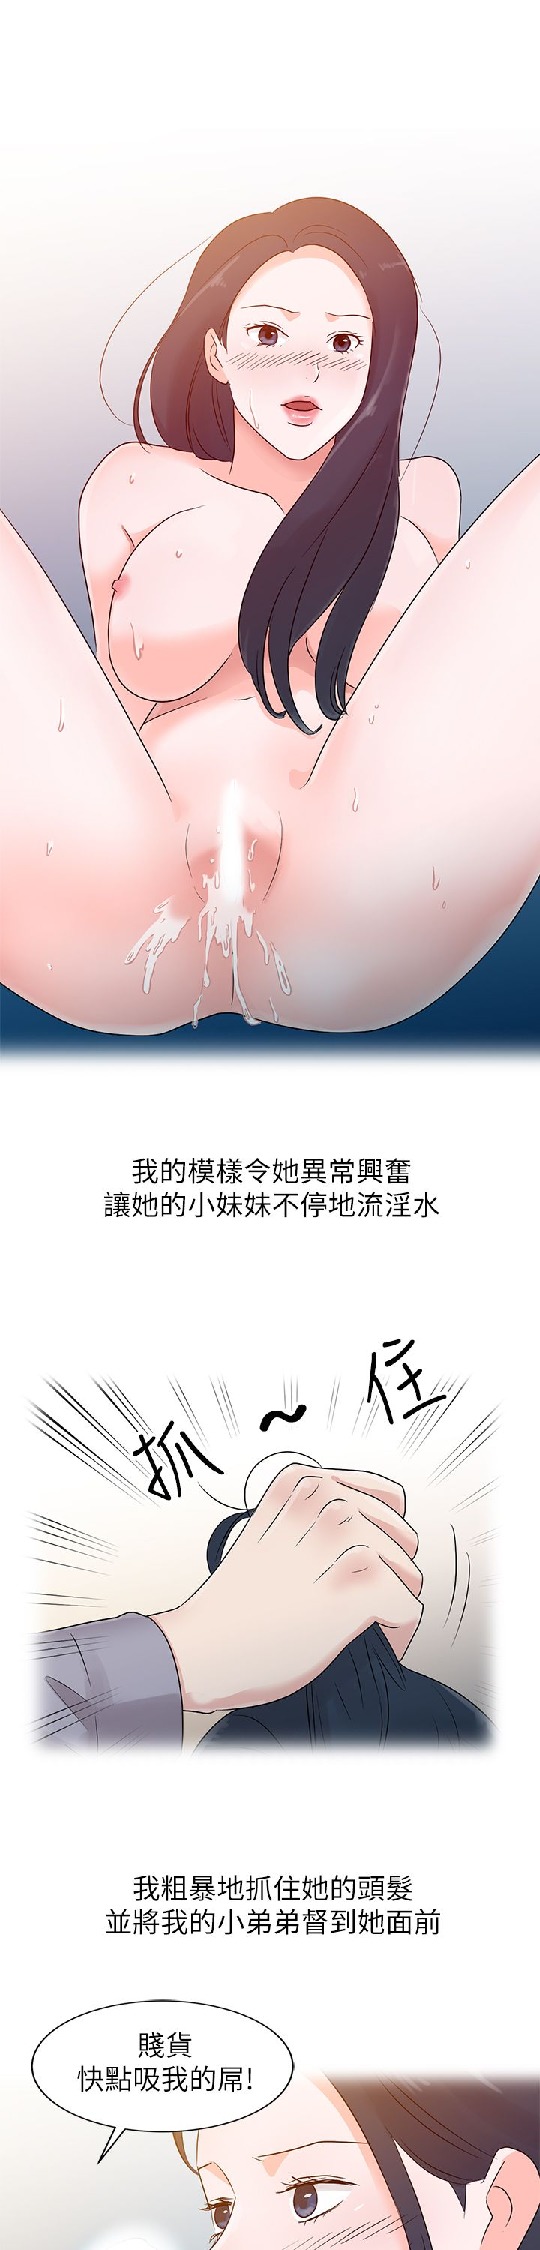 我的模樣令她異常興奮
讓她的小妹妹不停地流淫水
抓~住
我粗暴地抓住她的頭髮
並將我的小弟弟督到她面前
賤貨
快點吸我的屌!